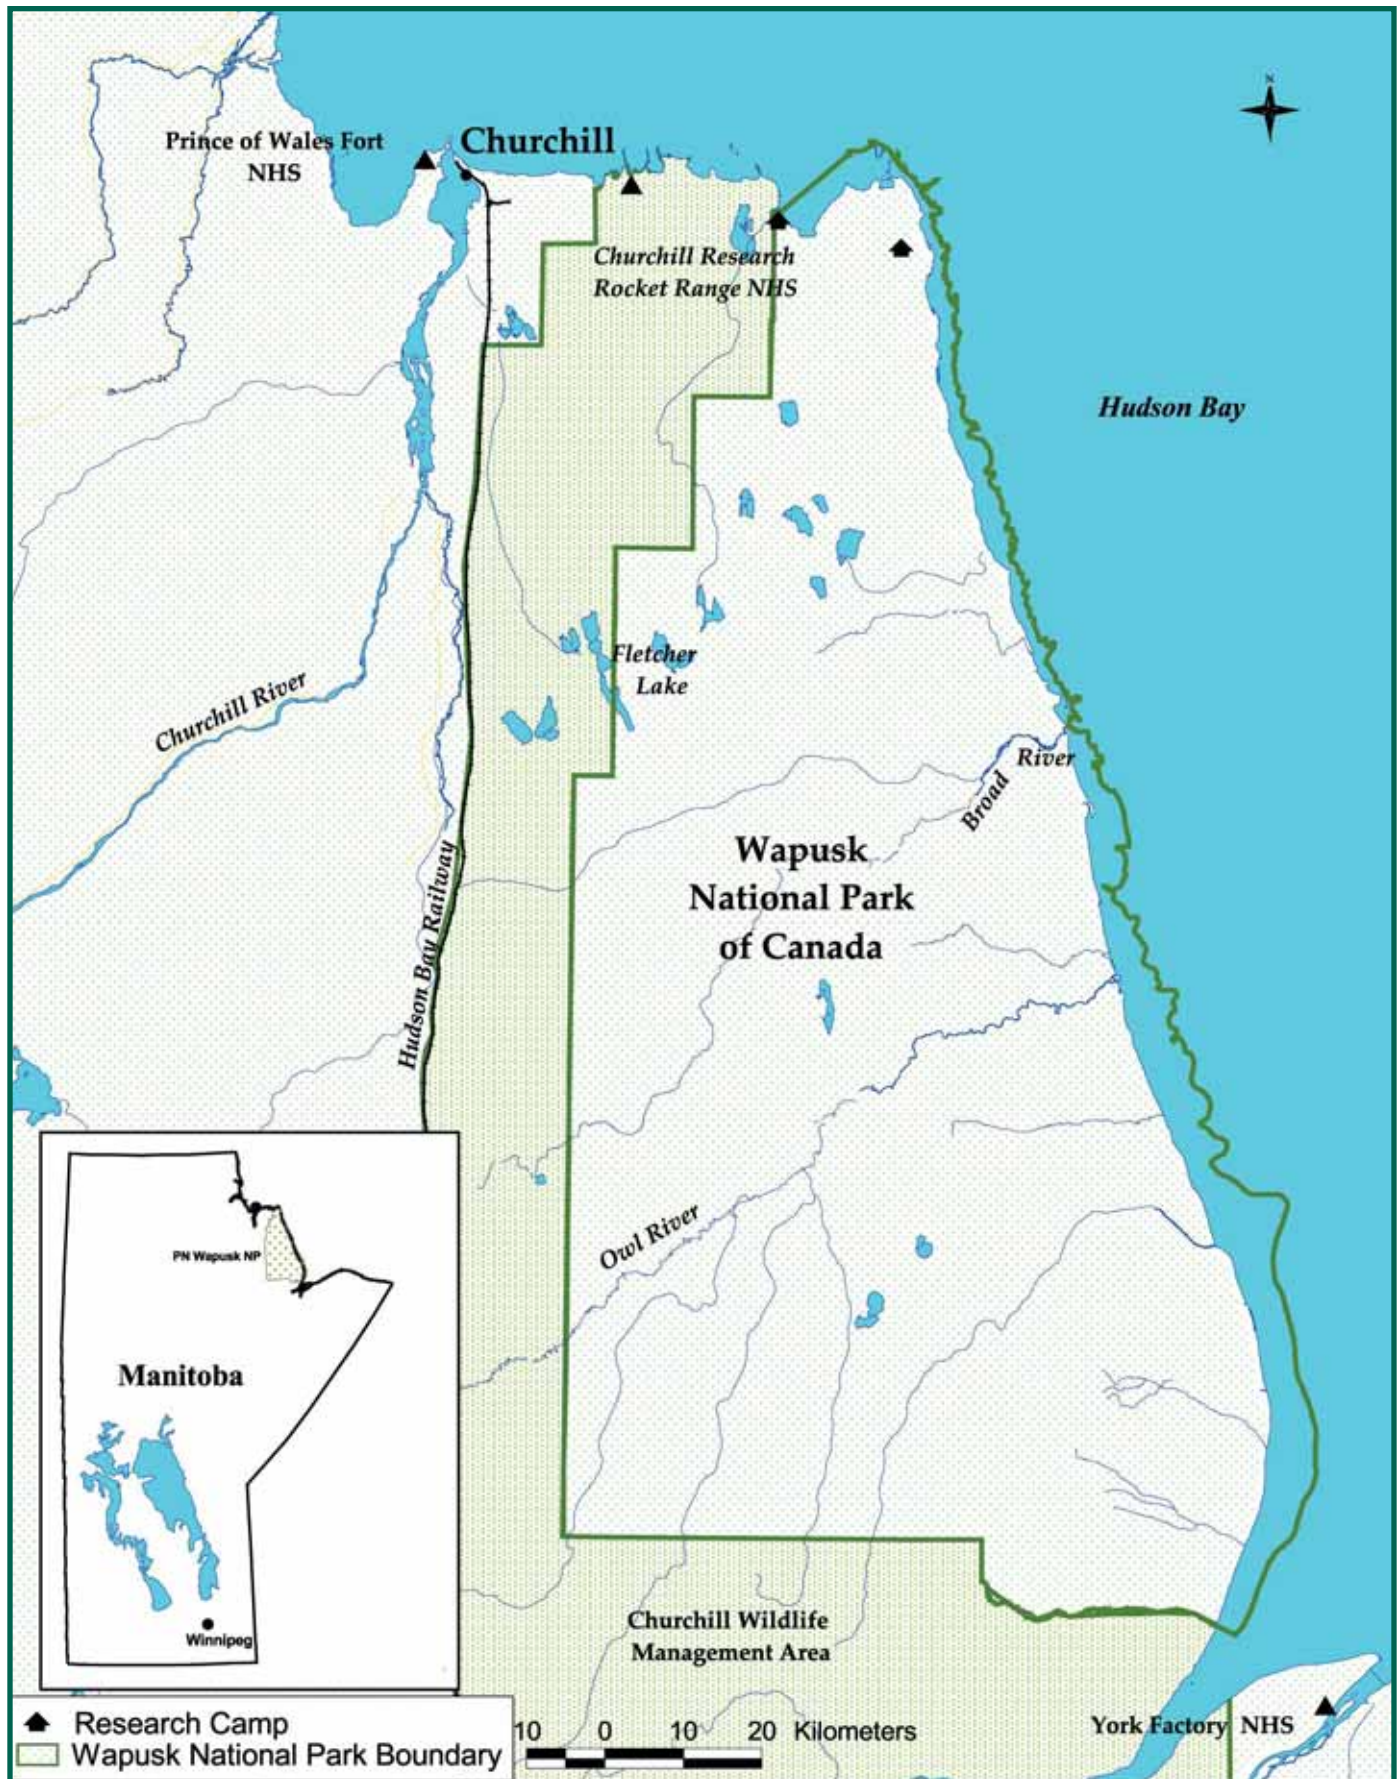 N
Prince of Wales Fort
NHS
Churchill
Churchill Research
Rocket Range NHS
Hudson Bay
Fletcher
Lake
Churchill River
Broad River
Wapusk
National Park
of Canada
Hudson Bay Railway
Owl River
PN Wapusk NP
Manitoba
Winnipeg
Churchill Wildlife
Management Area
York Factory NHS
Research Camp
Wapusk National Park Boundary
10 0 10 20 Kilometers